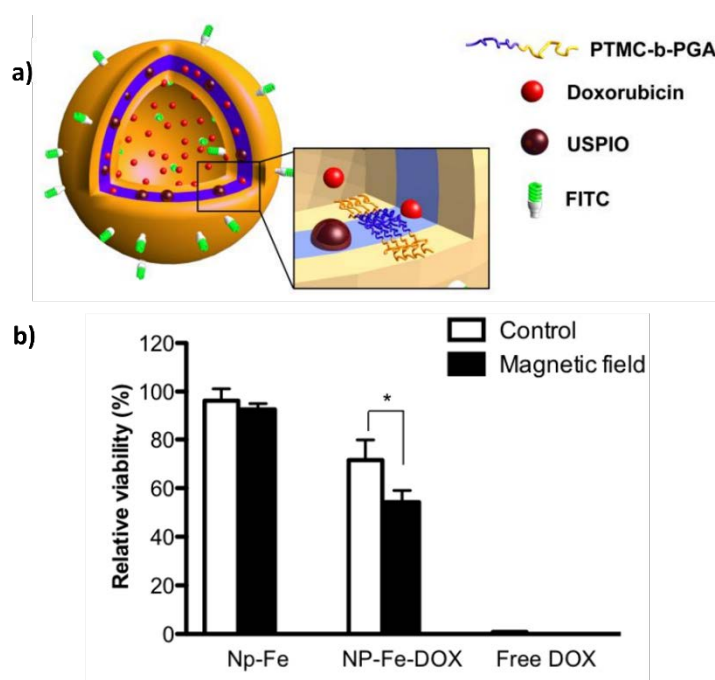 a)
PTMC-b-PGA
Doxorubicin
USPIO
FITC
b)
Control
Magnetic field
Relative viability (%)
120
100
80
60
40
20
0
*
Np-Fe NP-Fe-DOX Free DOX